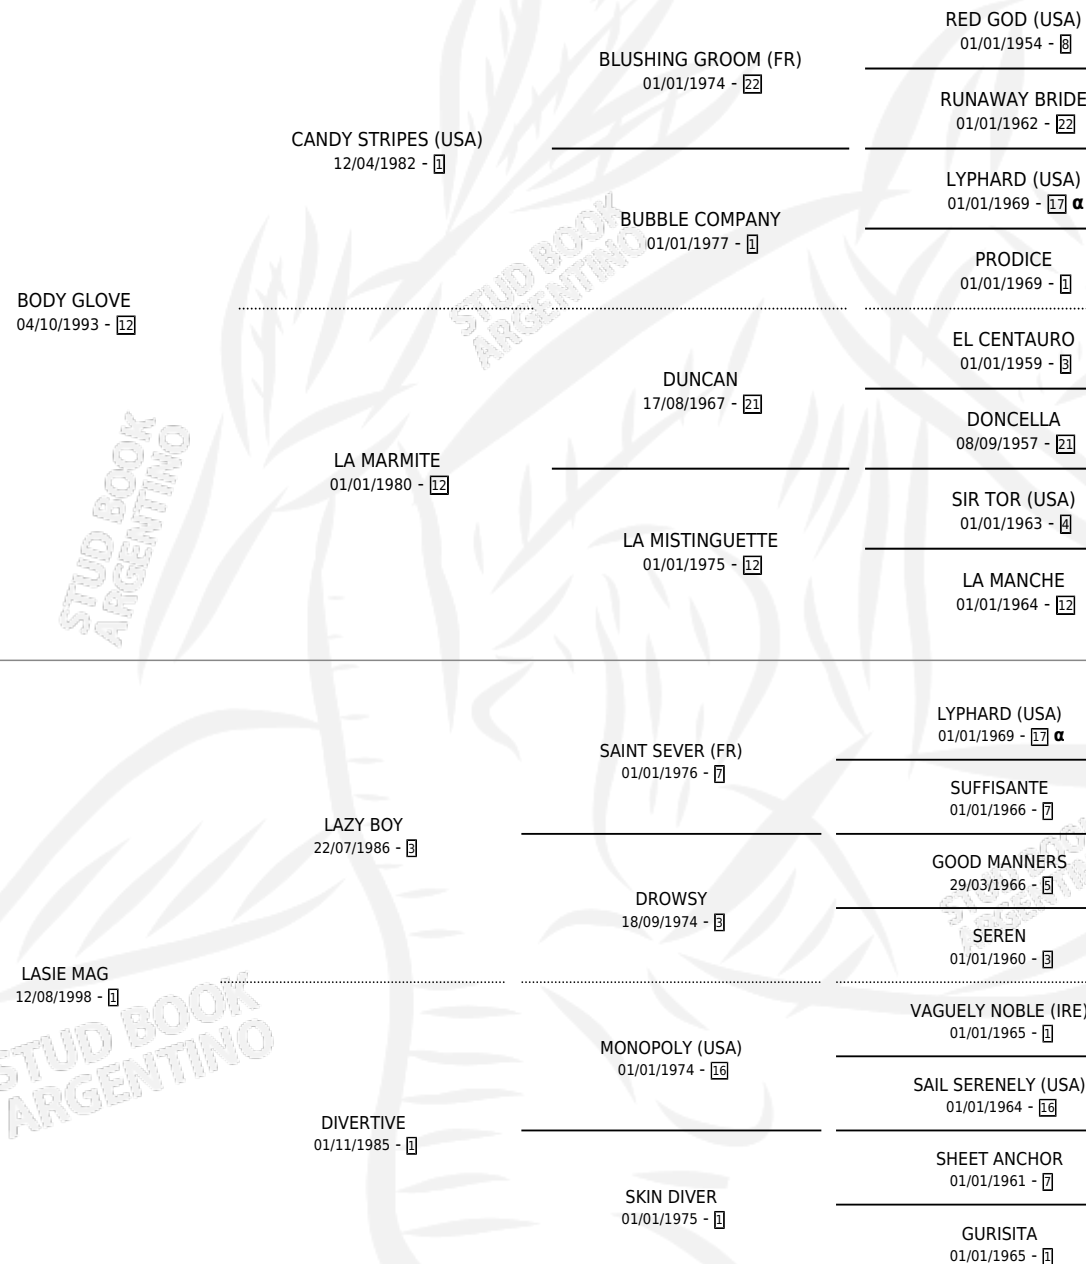 RED GOD (USA)
01/01/1954 - 8
BLUSHING GROOM (FR)
01/01/1974 - 22
RUNAWAY BRIDE
01/01/1962 - 22
CANDY STRIPES (USA)
12/04/1982 - 1
LYPHARD (USA)
01/01/1969 - 17 α
BUBBLE COMPANY
01/01/1977 - 1
PRODICE
01/01/1969 - 1
BODY GLOVE
04/10/1993 - 12
EL CENTAURO
01/01/1959 - 3
DUNCAN
17/08/1967 - 21
DONCELLA
08/09/1957 - 21
LA MARMITE
01/01/1980 - 12
SIR TOR (USA)
01/01/1963 - 4
LA MISTINGUETTE
01/01/1975 - 12
LA MANCHE
01/01/1964 - 12
STUD BOOK
ARGENTINO
STUD BOOK
ARGENTINO
LYPHARD (USA)
01/01/1969 - 17 α
SAINT SEVER (FR)
01/01/1976 - 7
SUFFISANTE
01/01/1966 - 7
LAZY BOY
22/07/1986 - 3
GOOD MANNERS
29/03/1966 - 5
DROWSY
18/09/1974 - 3
SEREN
01/01/1960 - 3
LASIE MAG
12/08/1998 - 1
VAGUELY NOBLE (IRE)
01/01/1965 - 1
MONOPOLY (USA)
01/01/1974 - 16
SAIL SERENELY (USA)
01/01/1964 - 16
DIVERTIVE
01/11/1985 - 1
SHEET ANCHOR
01/01/1961 - 7
SKIN DIVER
01/01/1975 - 1
GURISITA
01/01/1965 - 1
STUD BOOK
ARGENTINO